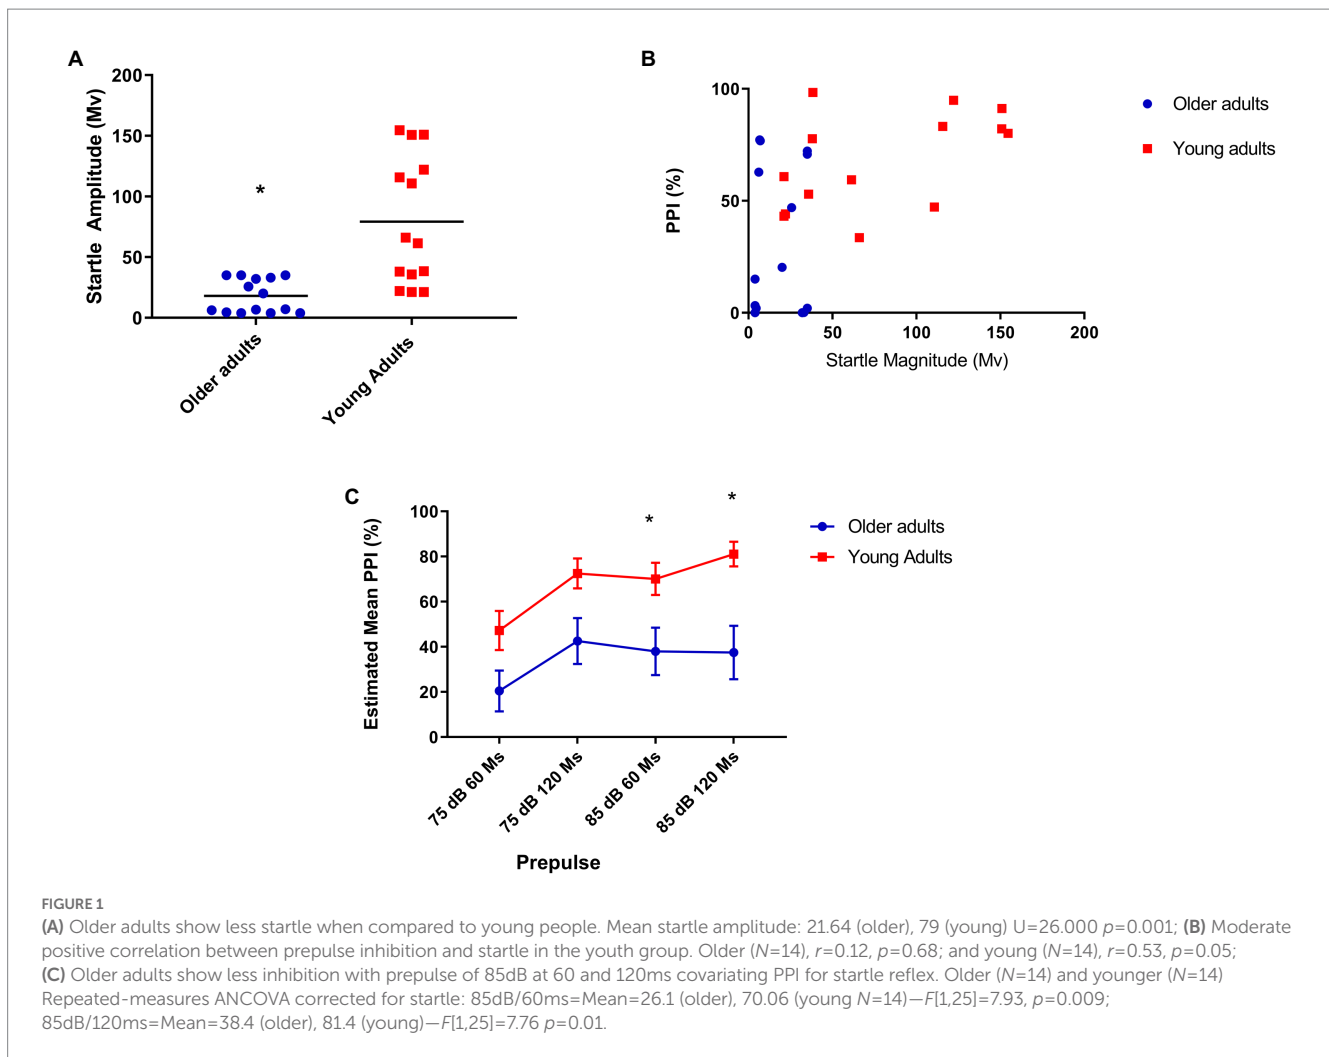 A
200
150
100
50
0
Startle Amplitude (Mv)
*
Older adults
Young Adults
B
100
50
0
PPI (%)
0 50 100 150 200
Startle Magnitude (Mv)
Older adults
Young adults
C
100
80
60
40
20
0
Estimated Mean PPI (%)
*
*
75 dB 60 Ms
75 dB 120 Ms
85 dB 60 Ms
85 dB 120 Ms
Prepulse
Older adults
Young Adults
FIGURE 1
(A) Older adults show less startle when compared to young people. Mean startle amplitude: 21.64 (older), 79 (young) U=26.000 p=0.001; (B) Moderate
positive correlation between prepulse inhibition and startle in the youth group. Older (N=14), r=0.12, p=0.68; and young (N=14), r=0.53, p=0.05;
(C) Older adults show less inhibition with prepulse of 85dB at 60 and 120ms covariating PPI for startle reflex. Older (N=14) and younger (N=14)
Repeated-measures ANCOVA corrected for startle: 85dB/60ms=Mean=26.1 (older), 70.06 (young N=14)—F[1,25]=7.93, p=0.009;
85dB/120ms=Mean=38.4 (older), 81.4 (young)—F[1,25]=7.76 p=0.01.